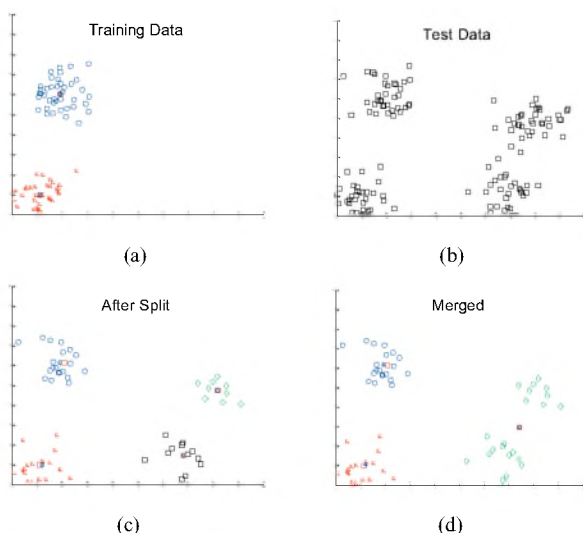 Training Data
Test Data
(a)
(b)
After Split
Merged
(c)
(d)